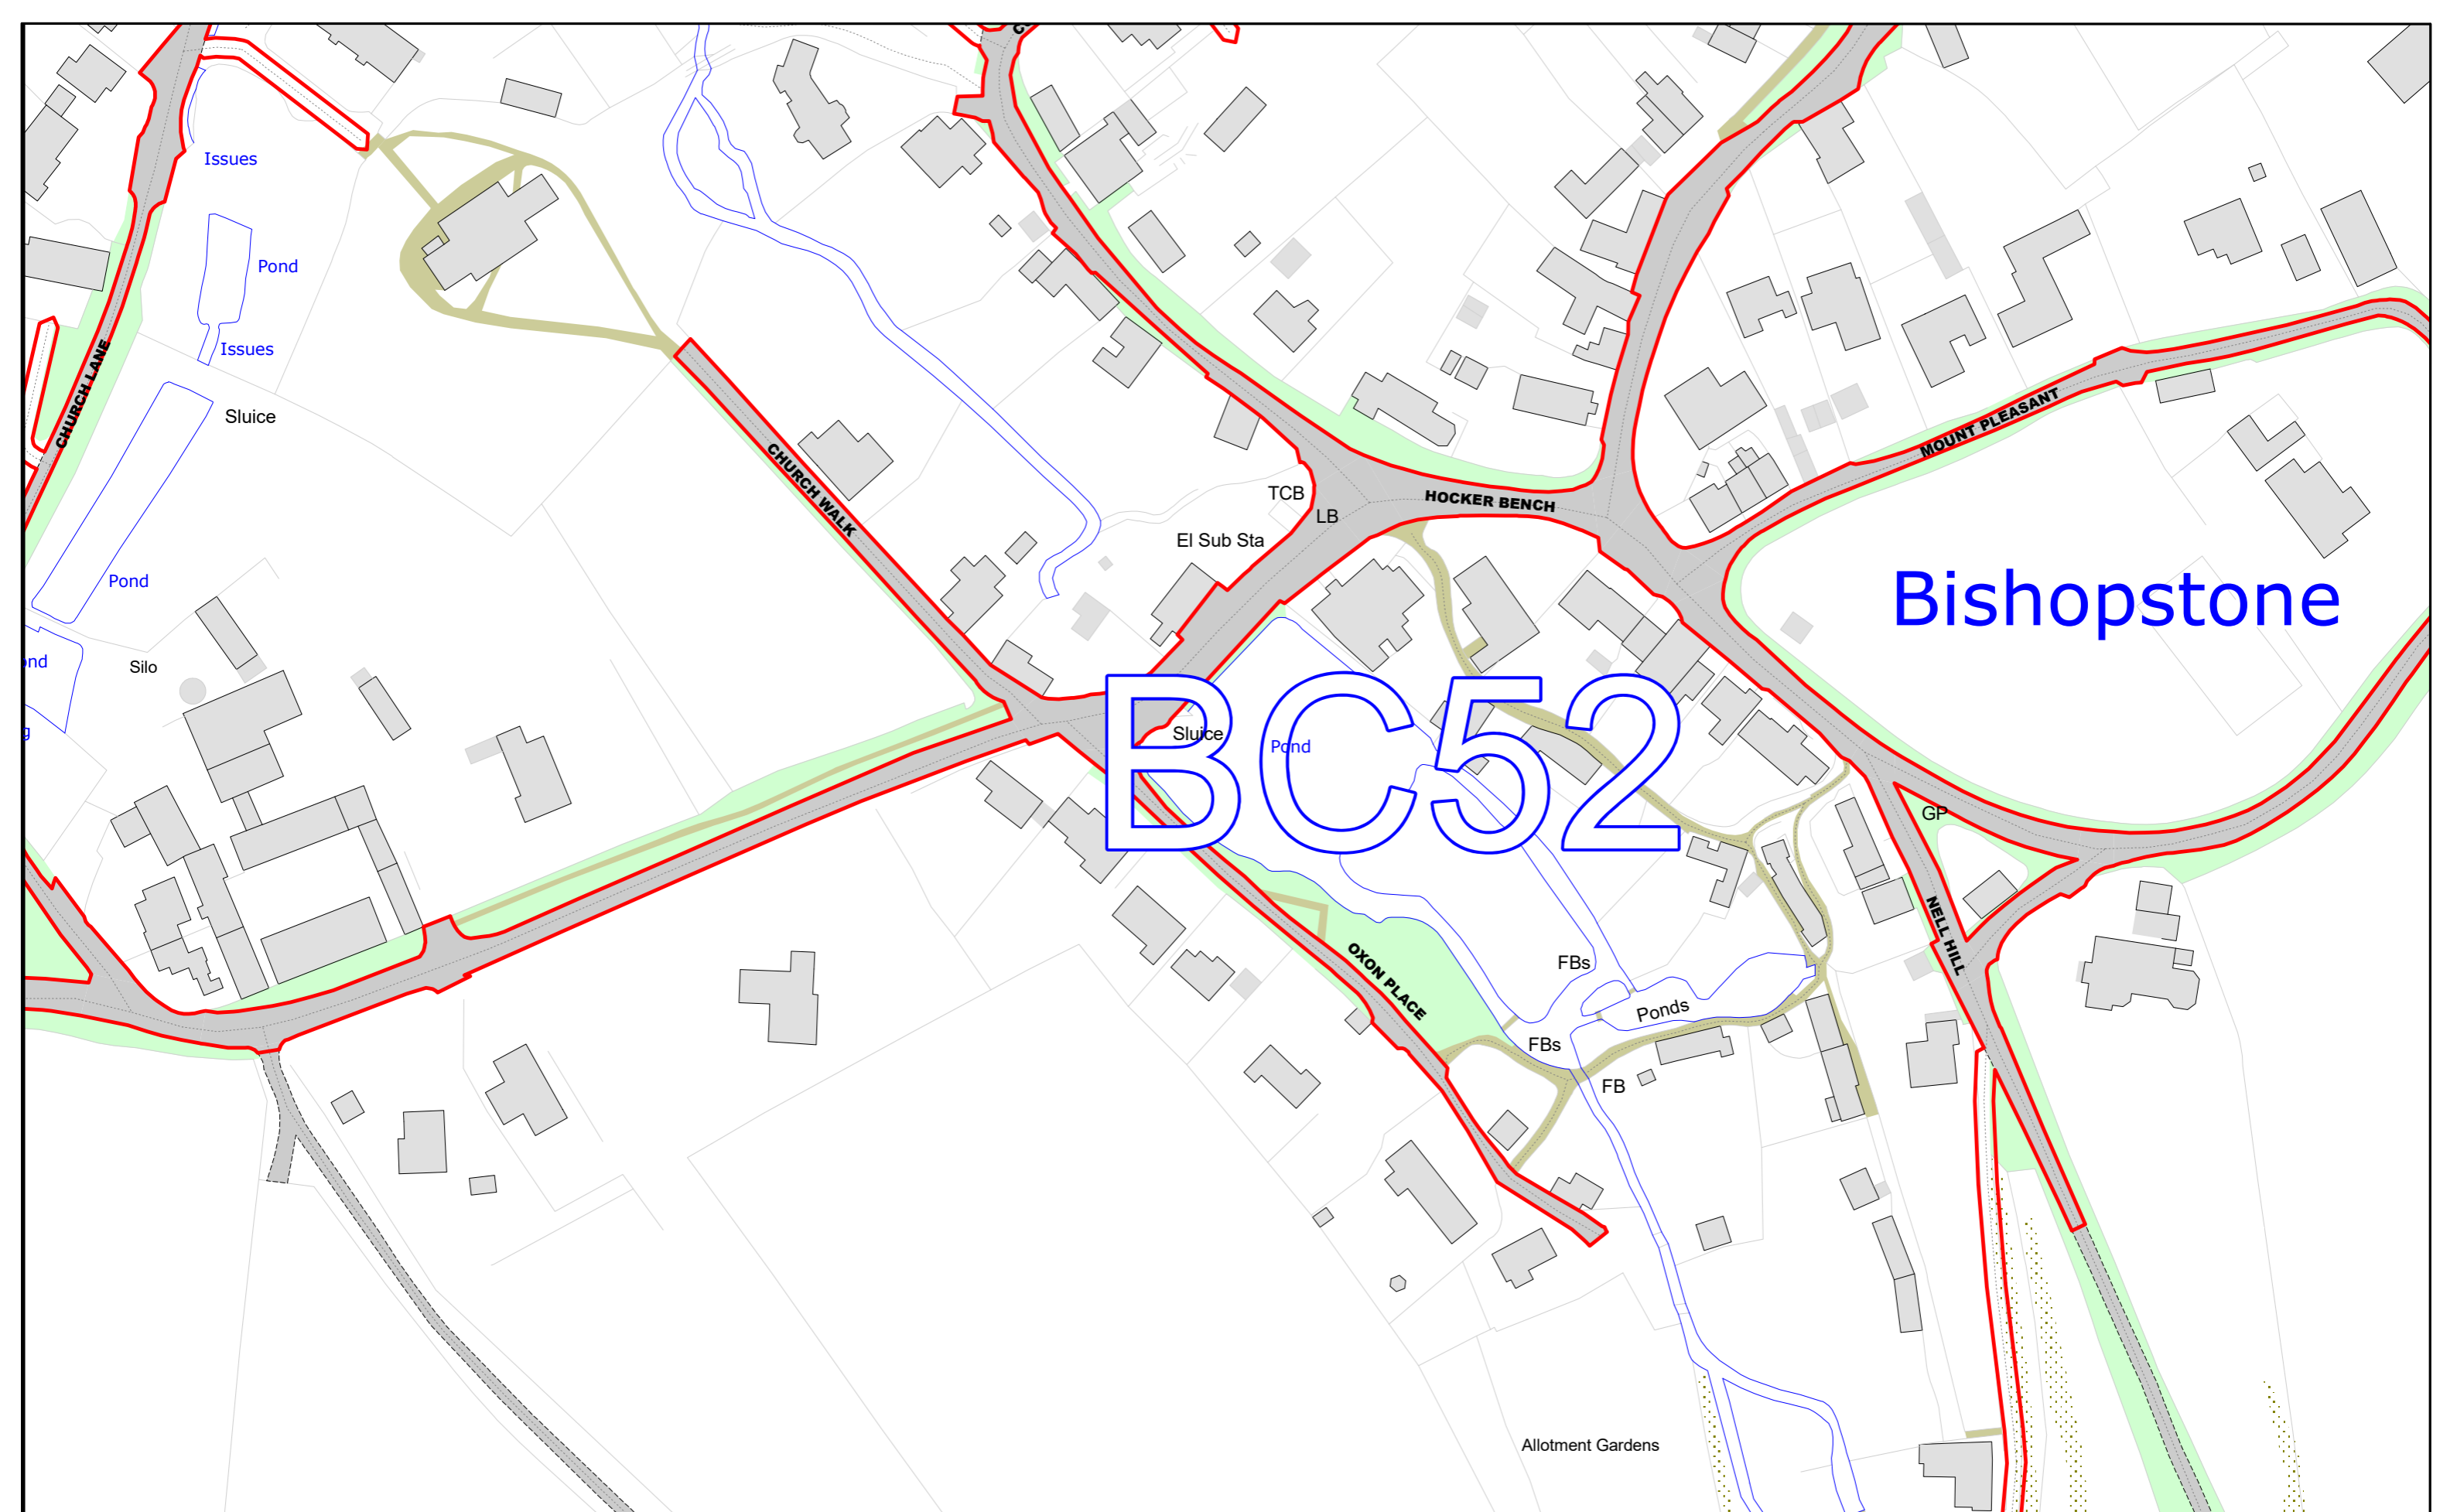 Issues
Pond
Issues
CHURCH LANE
Sluice
CHURCH WALK
MOUNT PLEASANT
TCB
HOCKER BENCH
LB
El Sub Sta
Pond
Bishopstone
Silo
BC52
Sluice
Pond
GP
NELL HILL
OXON PLACE
FBs
Ponds
FBs
FB
Allotment Gardens